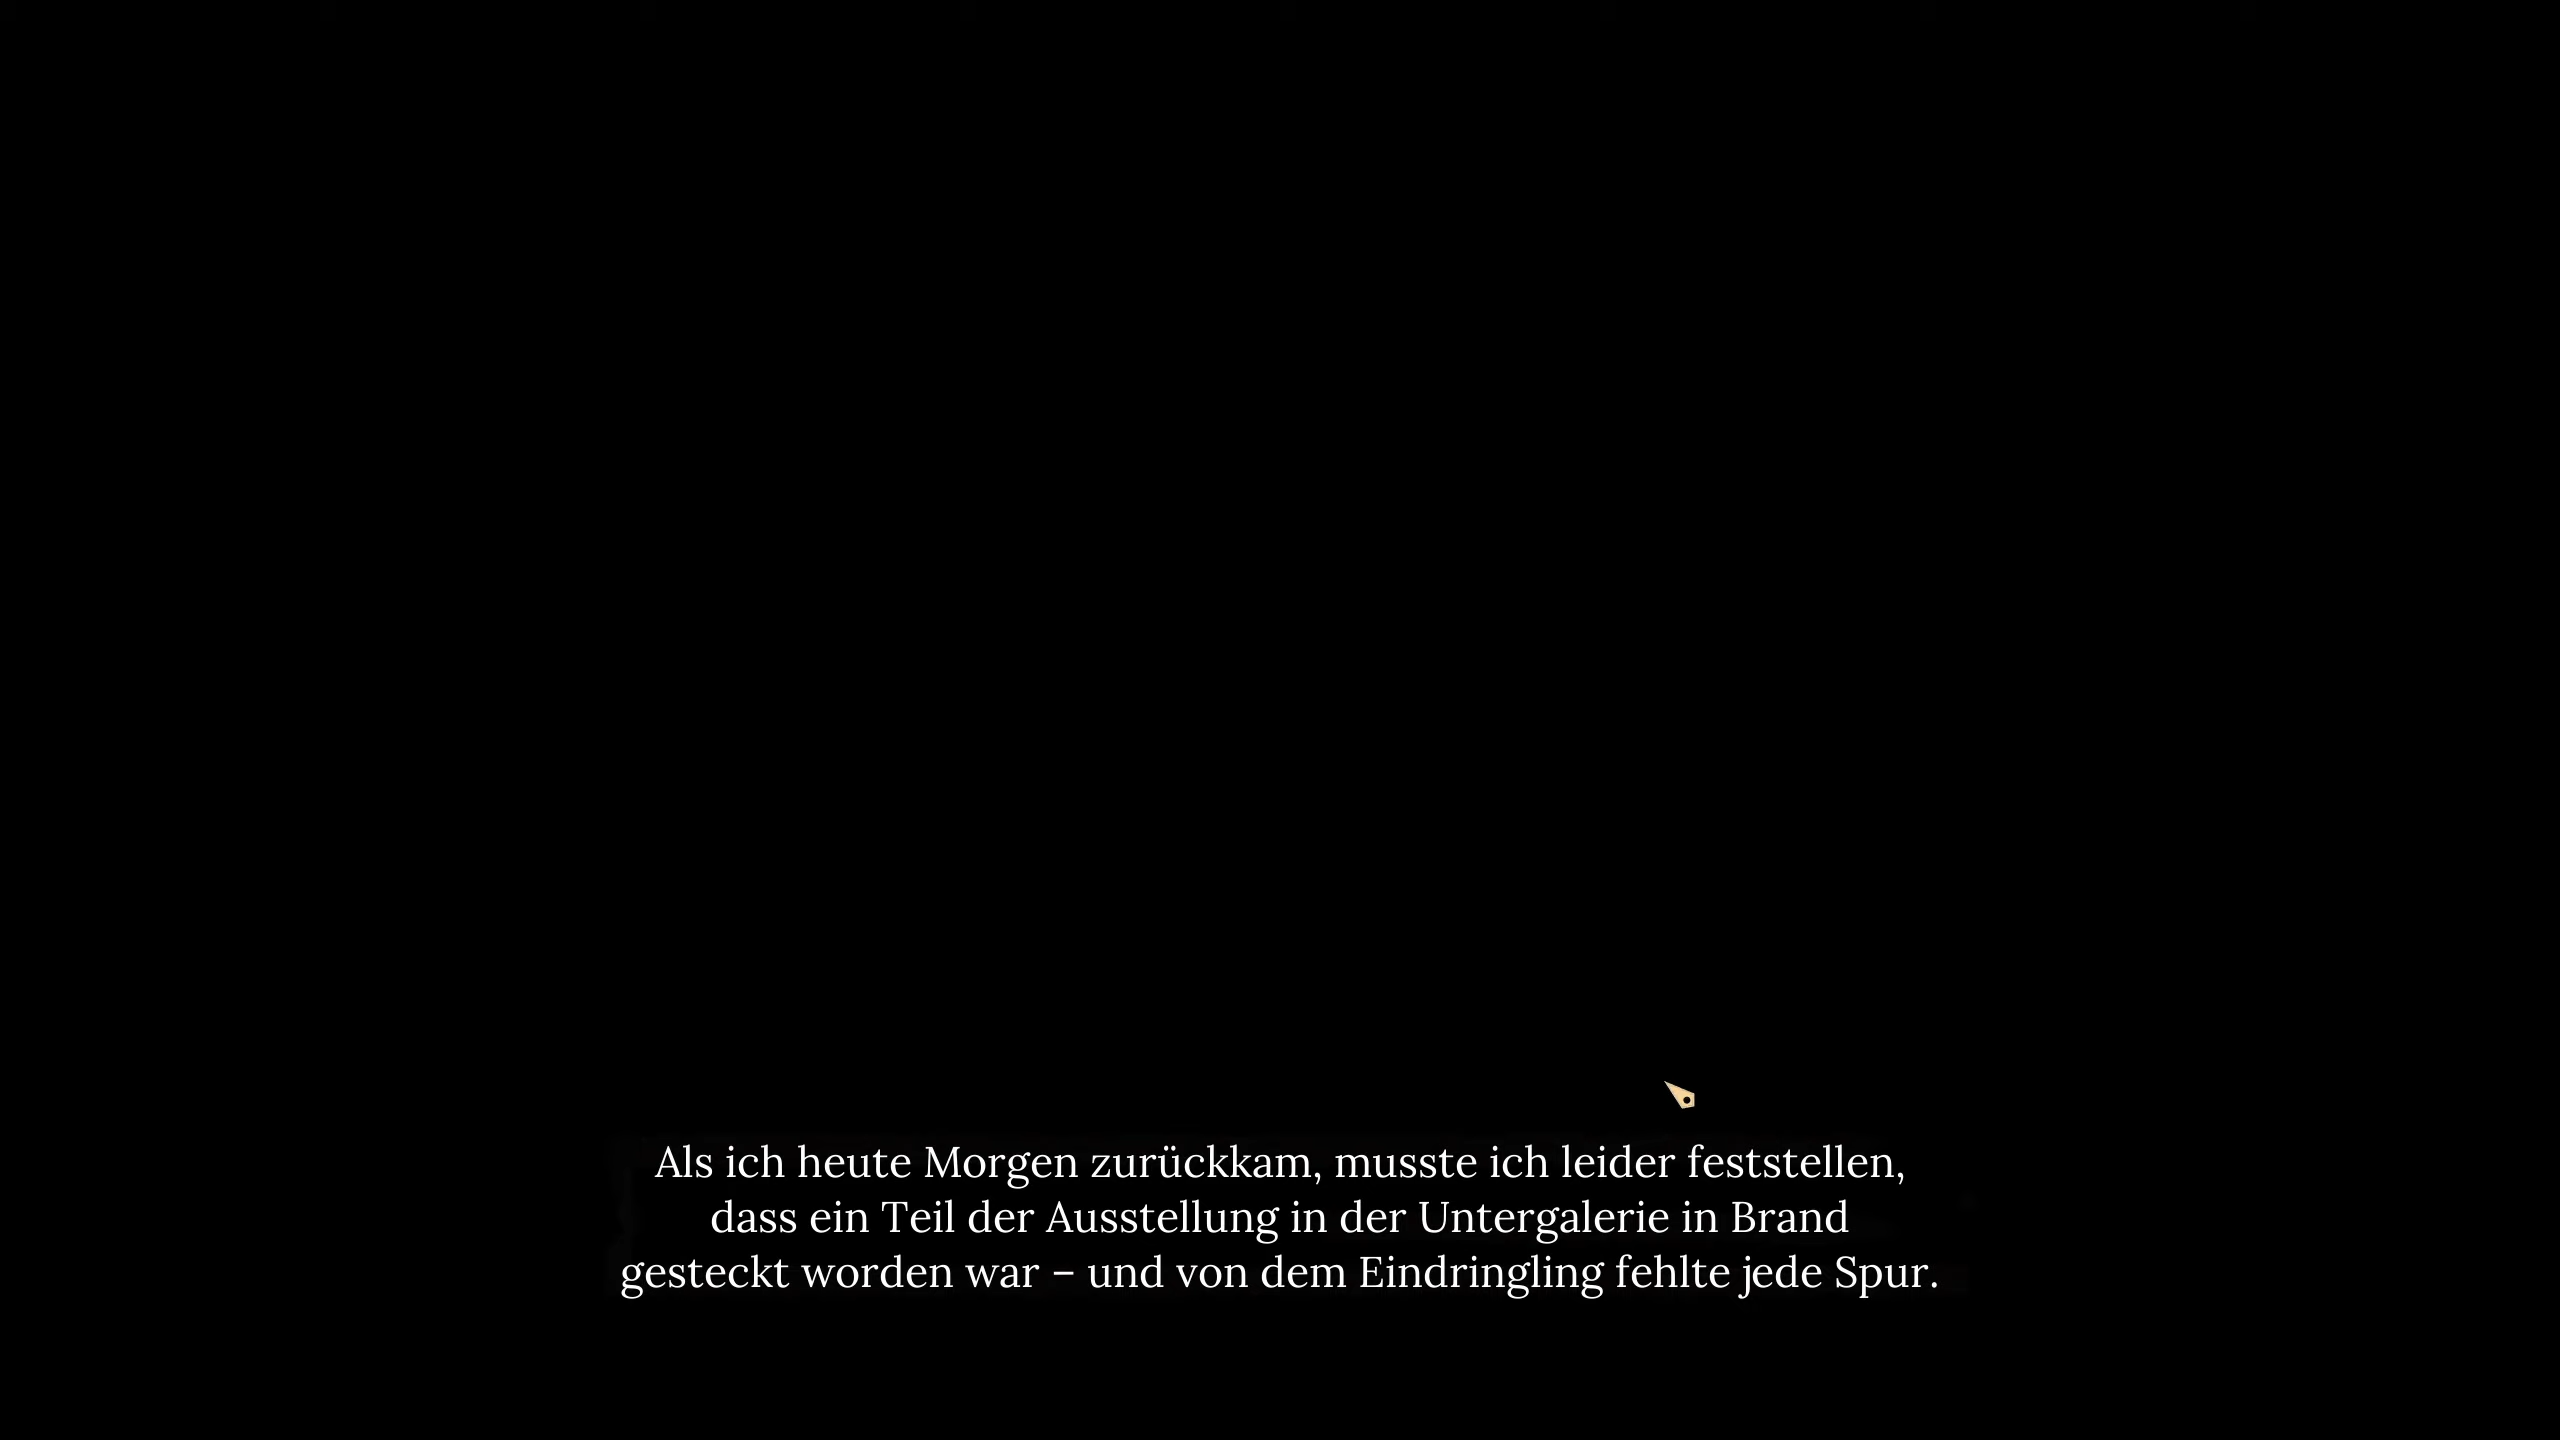 Als ich heute Morgen zurückkam, musste ich leider feststellen,
dass ein Teil der Ausstellung in der Untergalerie in Brand
gesteckt worden war – und von dem Eindringling fehlte jede Spur.